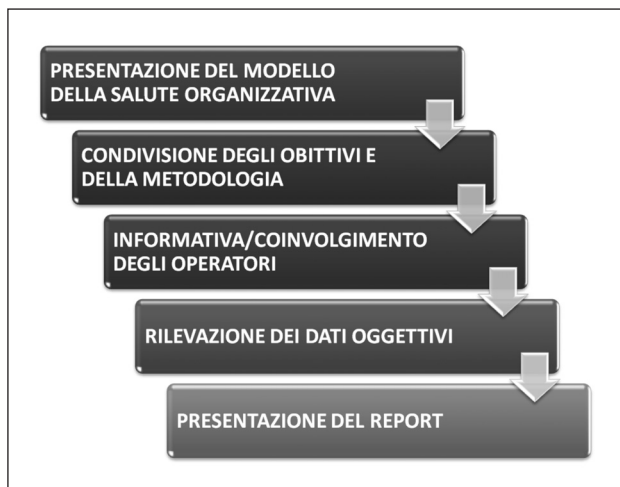 PRESENTAZIONE DEL MODELLO
DELLA SALUTE ORGANIZZATIVA
CONDIVISIONE DEGLI OBITTIVI E
DELLA METODOLOGIA
INFORMATIVA/COINVOLGIMENTO
DEGLI OPERATORI
RILEVAZIONE DEI DATI OGGETTIVI
PRESENTAZIONE DEL REPORT